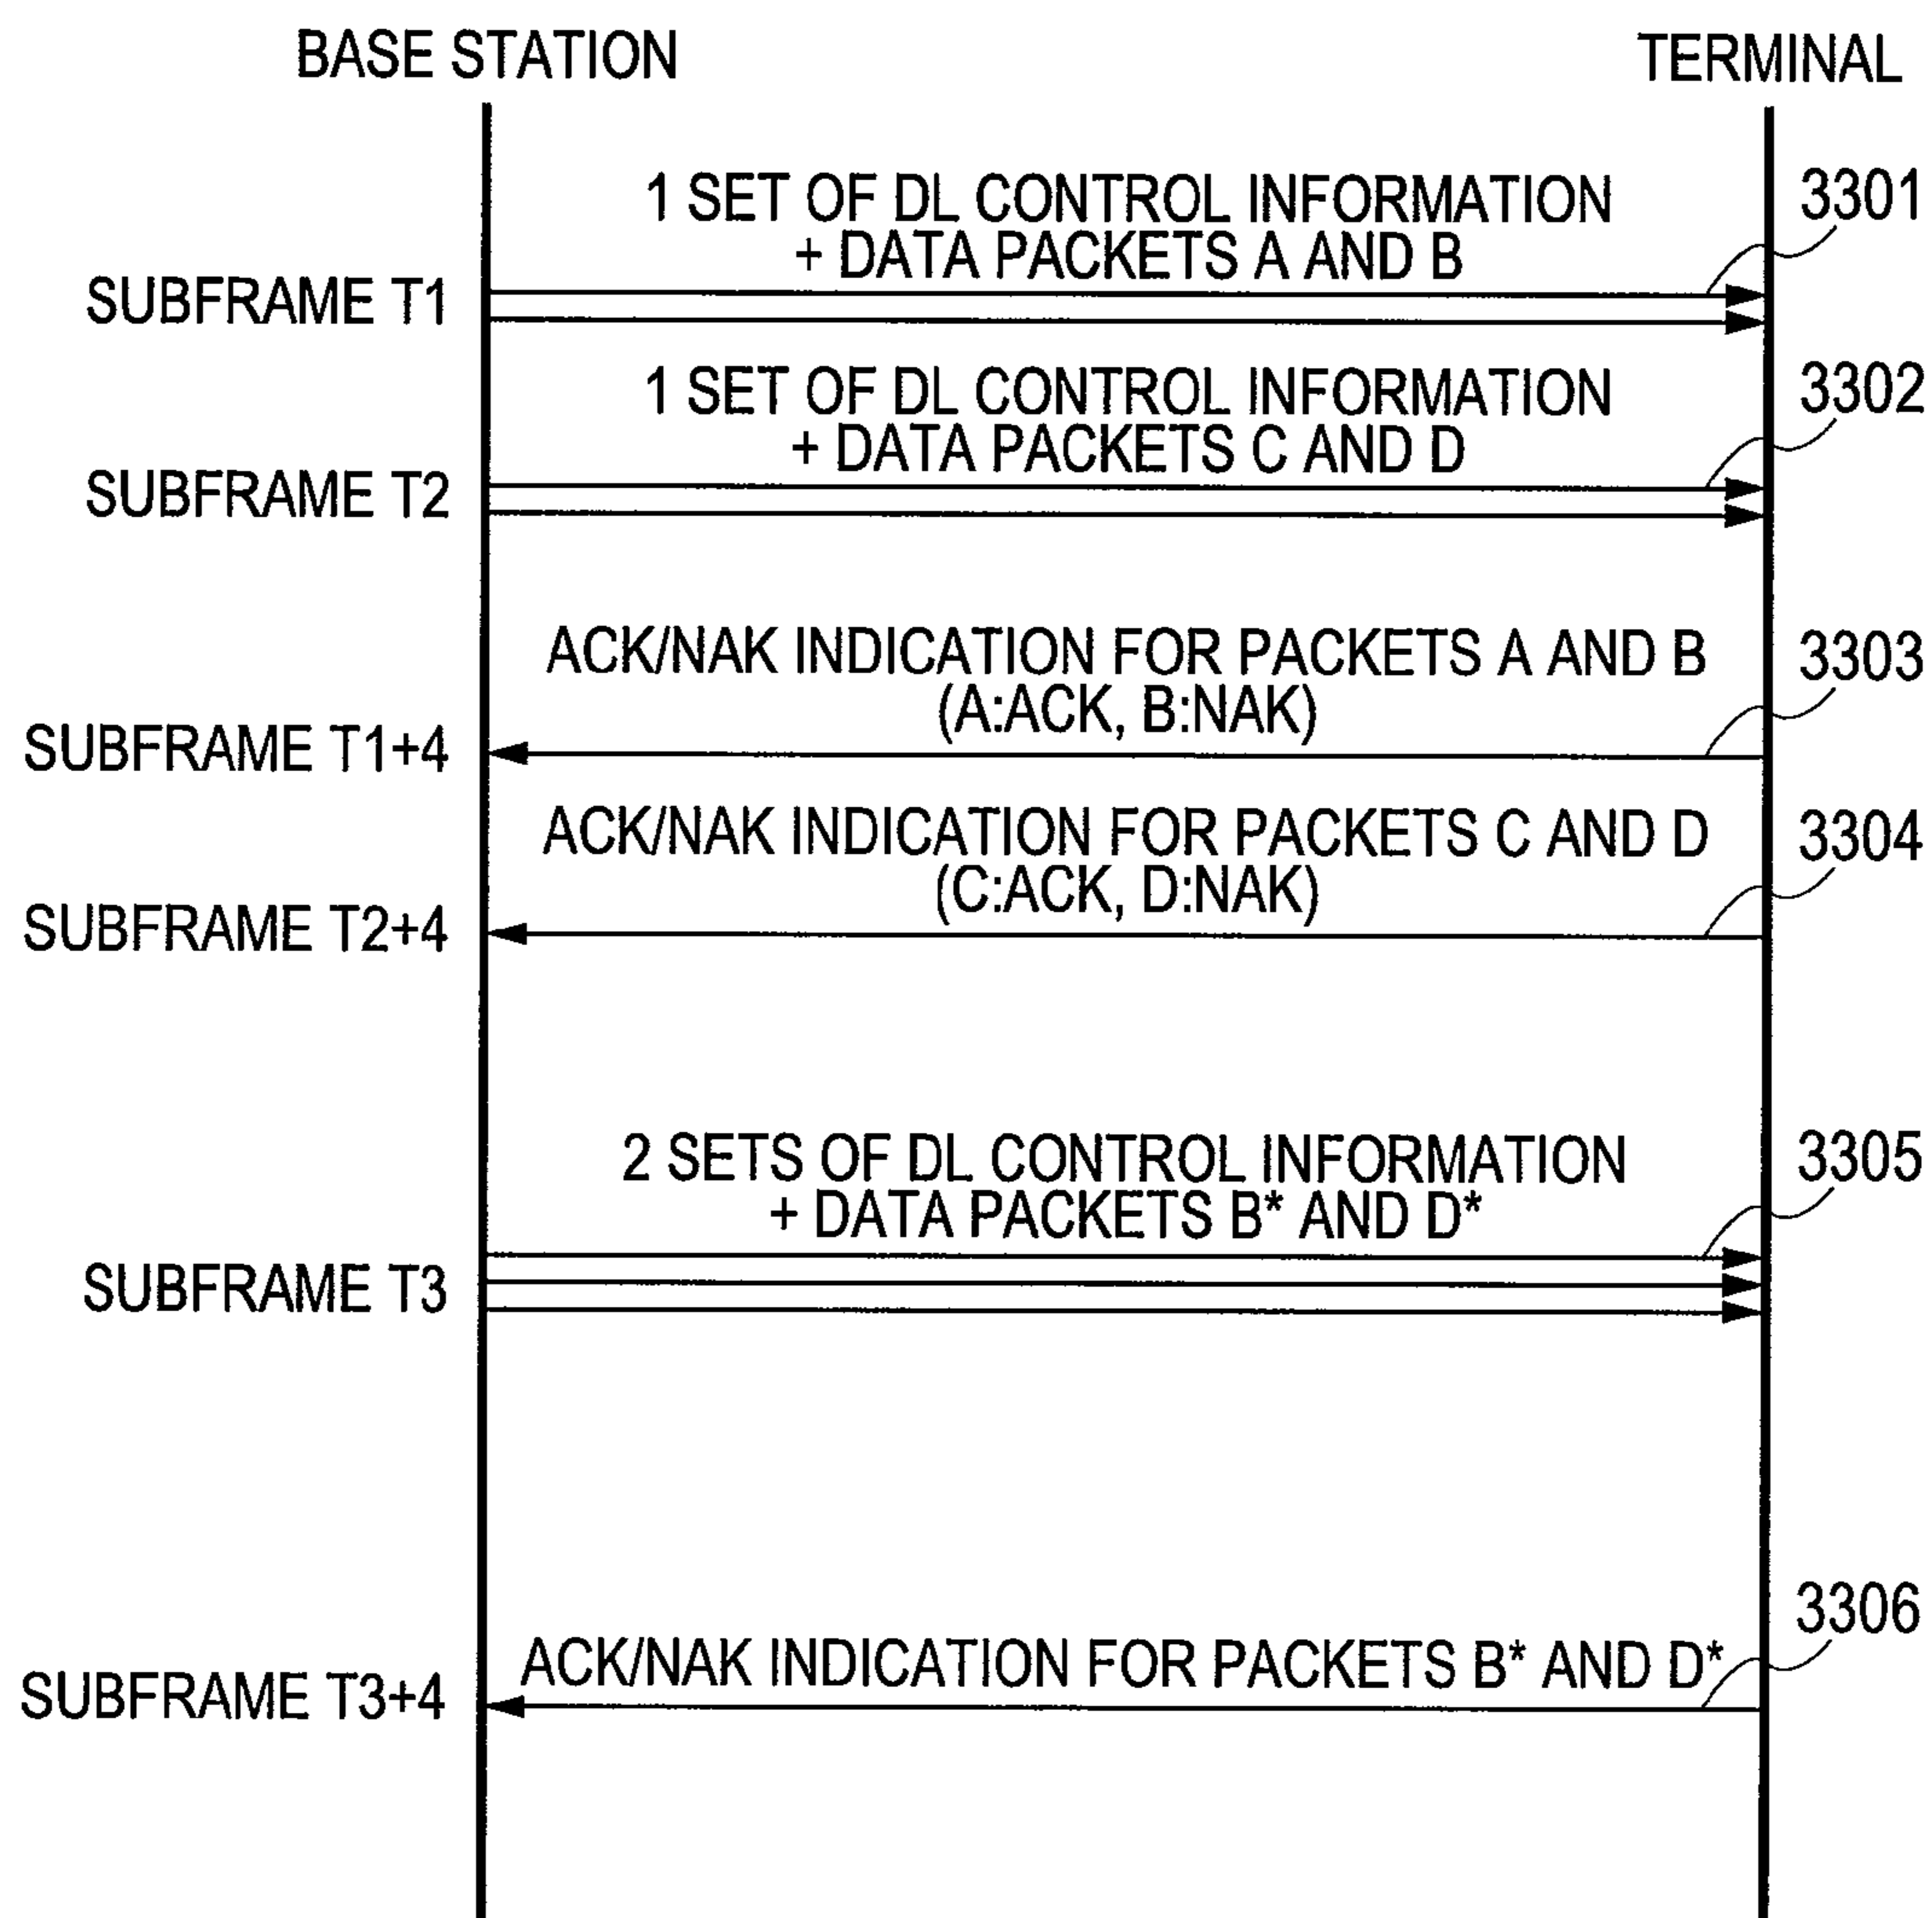 BASE STATION
TERMINAL
1 SET OF DL CONTROL INFORMATION
+ DATA PACKETS A AND B
3301
SUBFRAME T1
1 SET OF DL CONTROL INFORMATION
+ DATA PACKETS C AND D
3302
SUBFRAME T2
ACK/NAK INDICATION FOR PACKETS A AND B
(A:ACK, B:NAK)
3303
SUBFRAME T1+4
ACK/NAK INDICATION FOR PACKETS C AND D
(C:ACK, D:NAK)
3304
SUBFRAME T2+4
2 SETS OF DL CONTROL INFORMATION
+ DATA PACKETS B* AND D*
3305
SUBFRAME T3
3306
ACK/NAK INDICATION FOR PACKETS B* AND D*
SUBFRAME T3+4